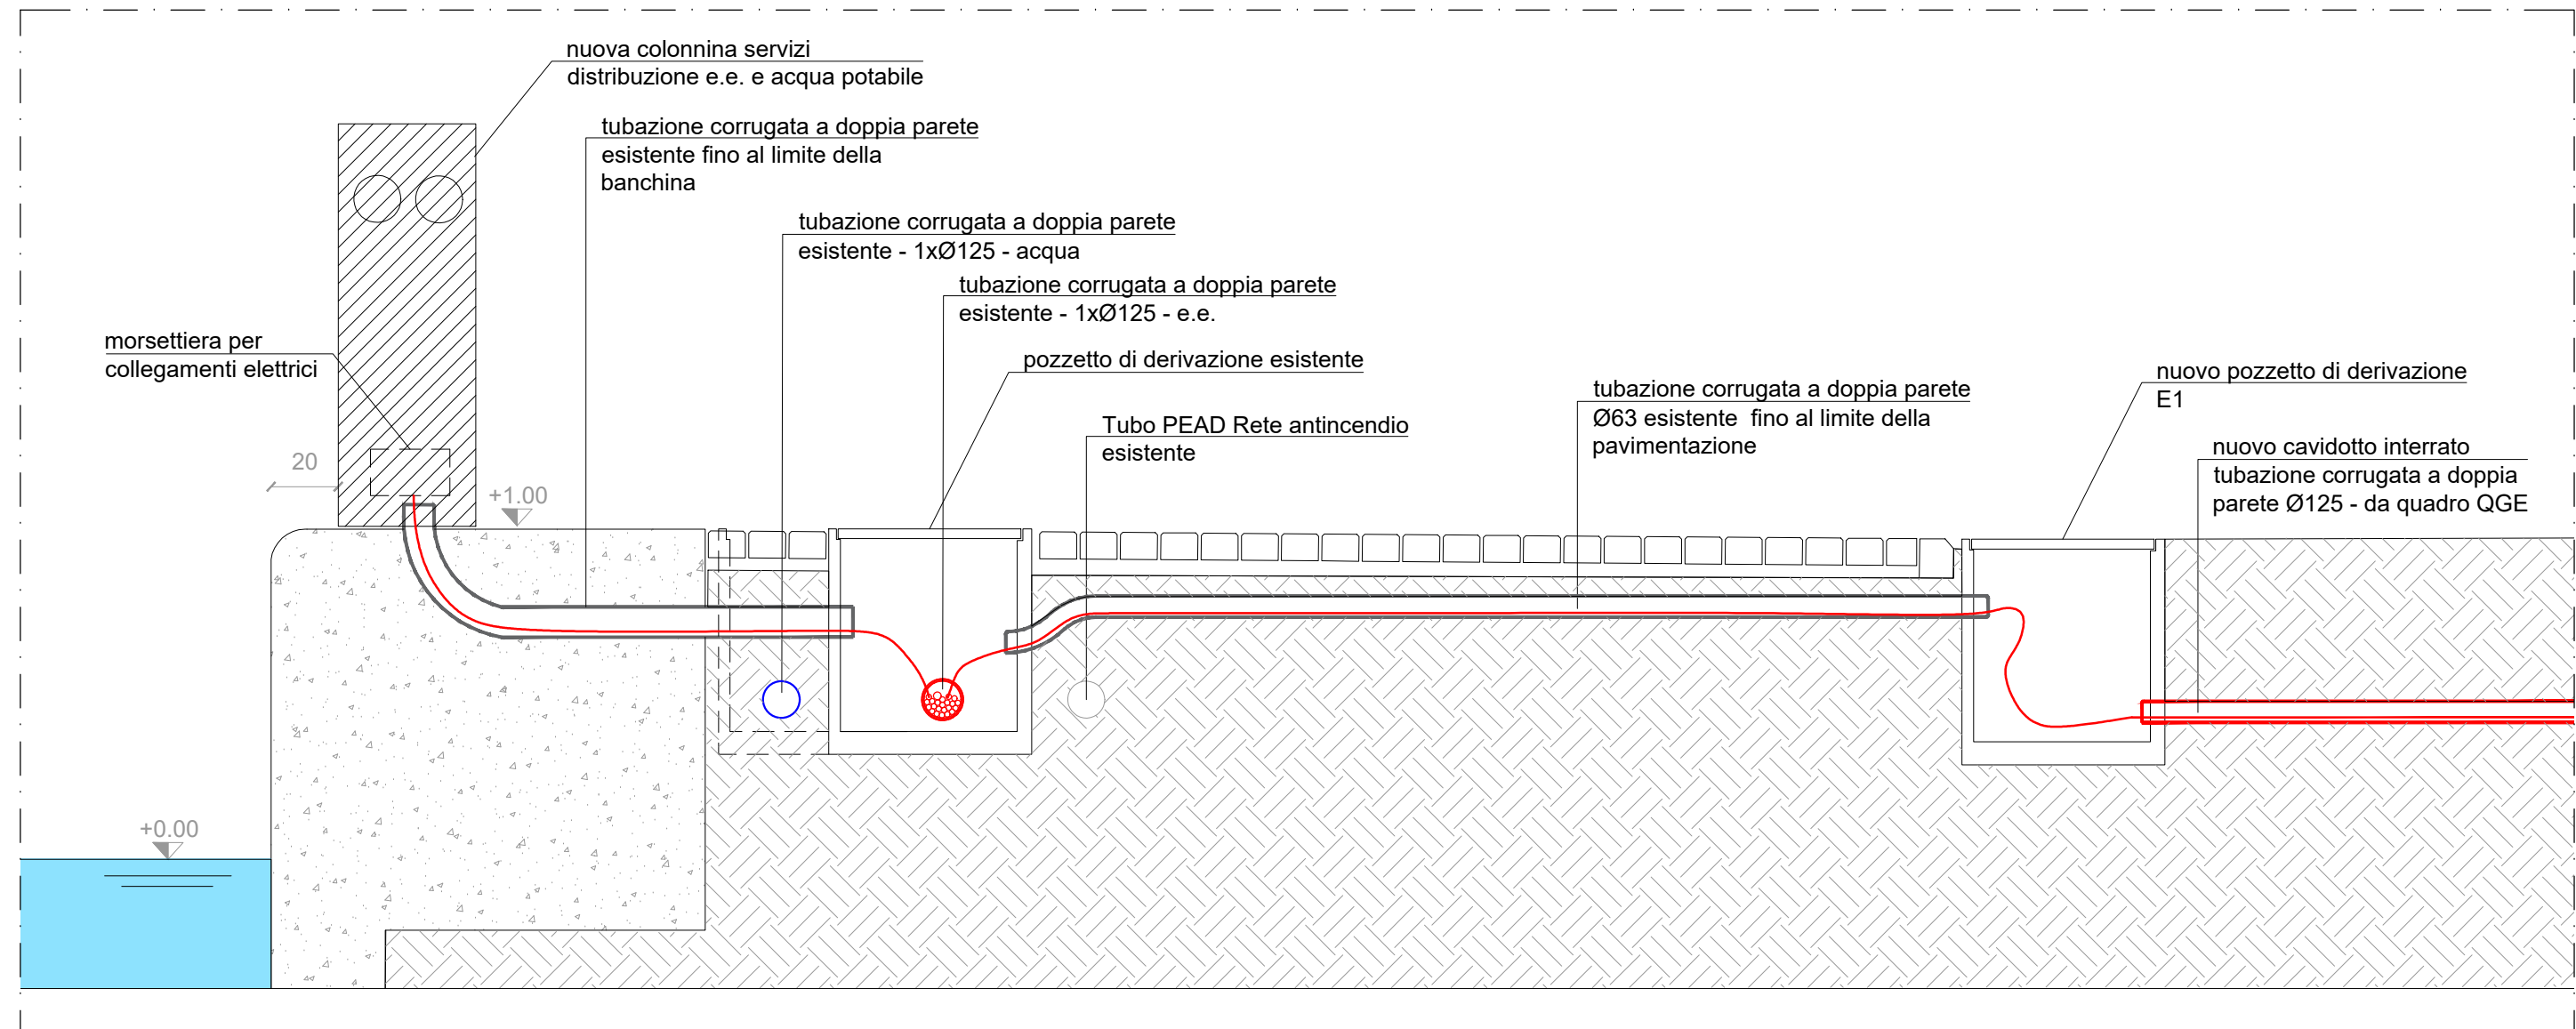 nuova colonnina servizi
distribuzione e.e. e acqua potabile
tubazione corrugata a doppia parete
esistente fino al limite della
banchina
tubazione corrugata a doppia parete
esistente - 1xØ125 - acqua
tubazione corrugata a doppia parete
esistente - 1xØ125 - e.e.
morsettiera per
collegamenti elettrici
pozzetto di derivazione esistente
nuovo pozzetto di derivazione
E1
tubazione corrugata a doppia parete
Ø63 esistente fino al limite della
pavimentazione
Tubo PEAD Rete antincendio
esistente
nuovo cavidotto interrato
tubazione corrugata a doppia
parete Ø125 - da quadro QGE
20
+1.00
+0.00